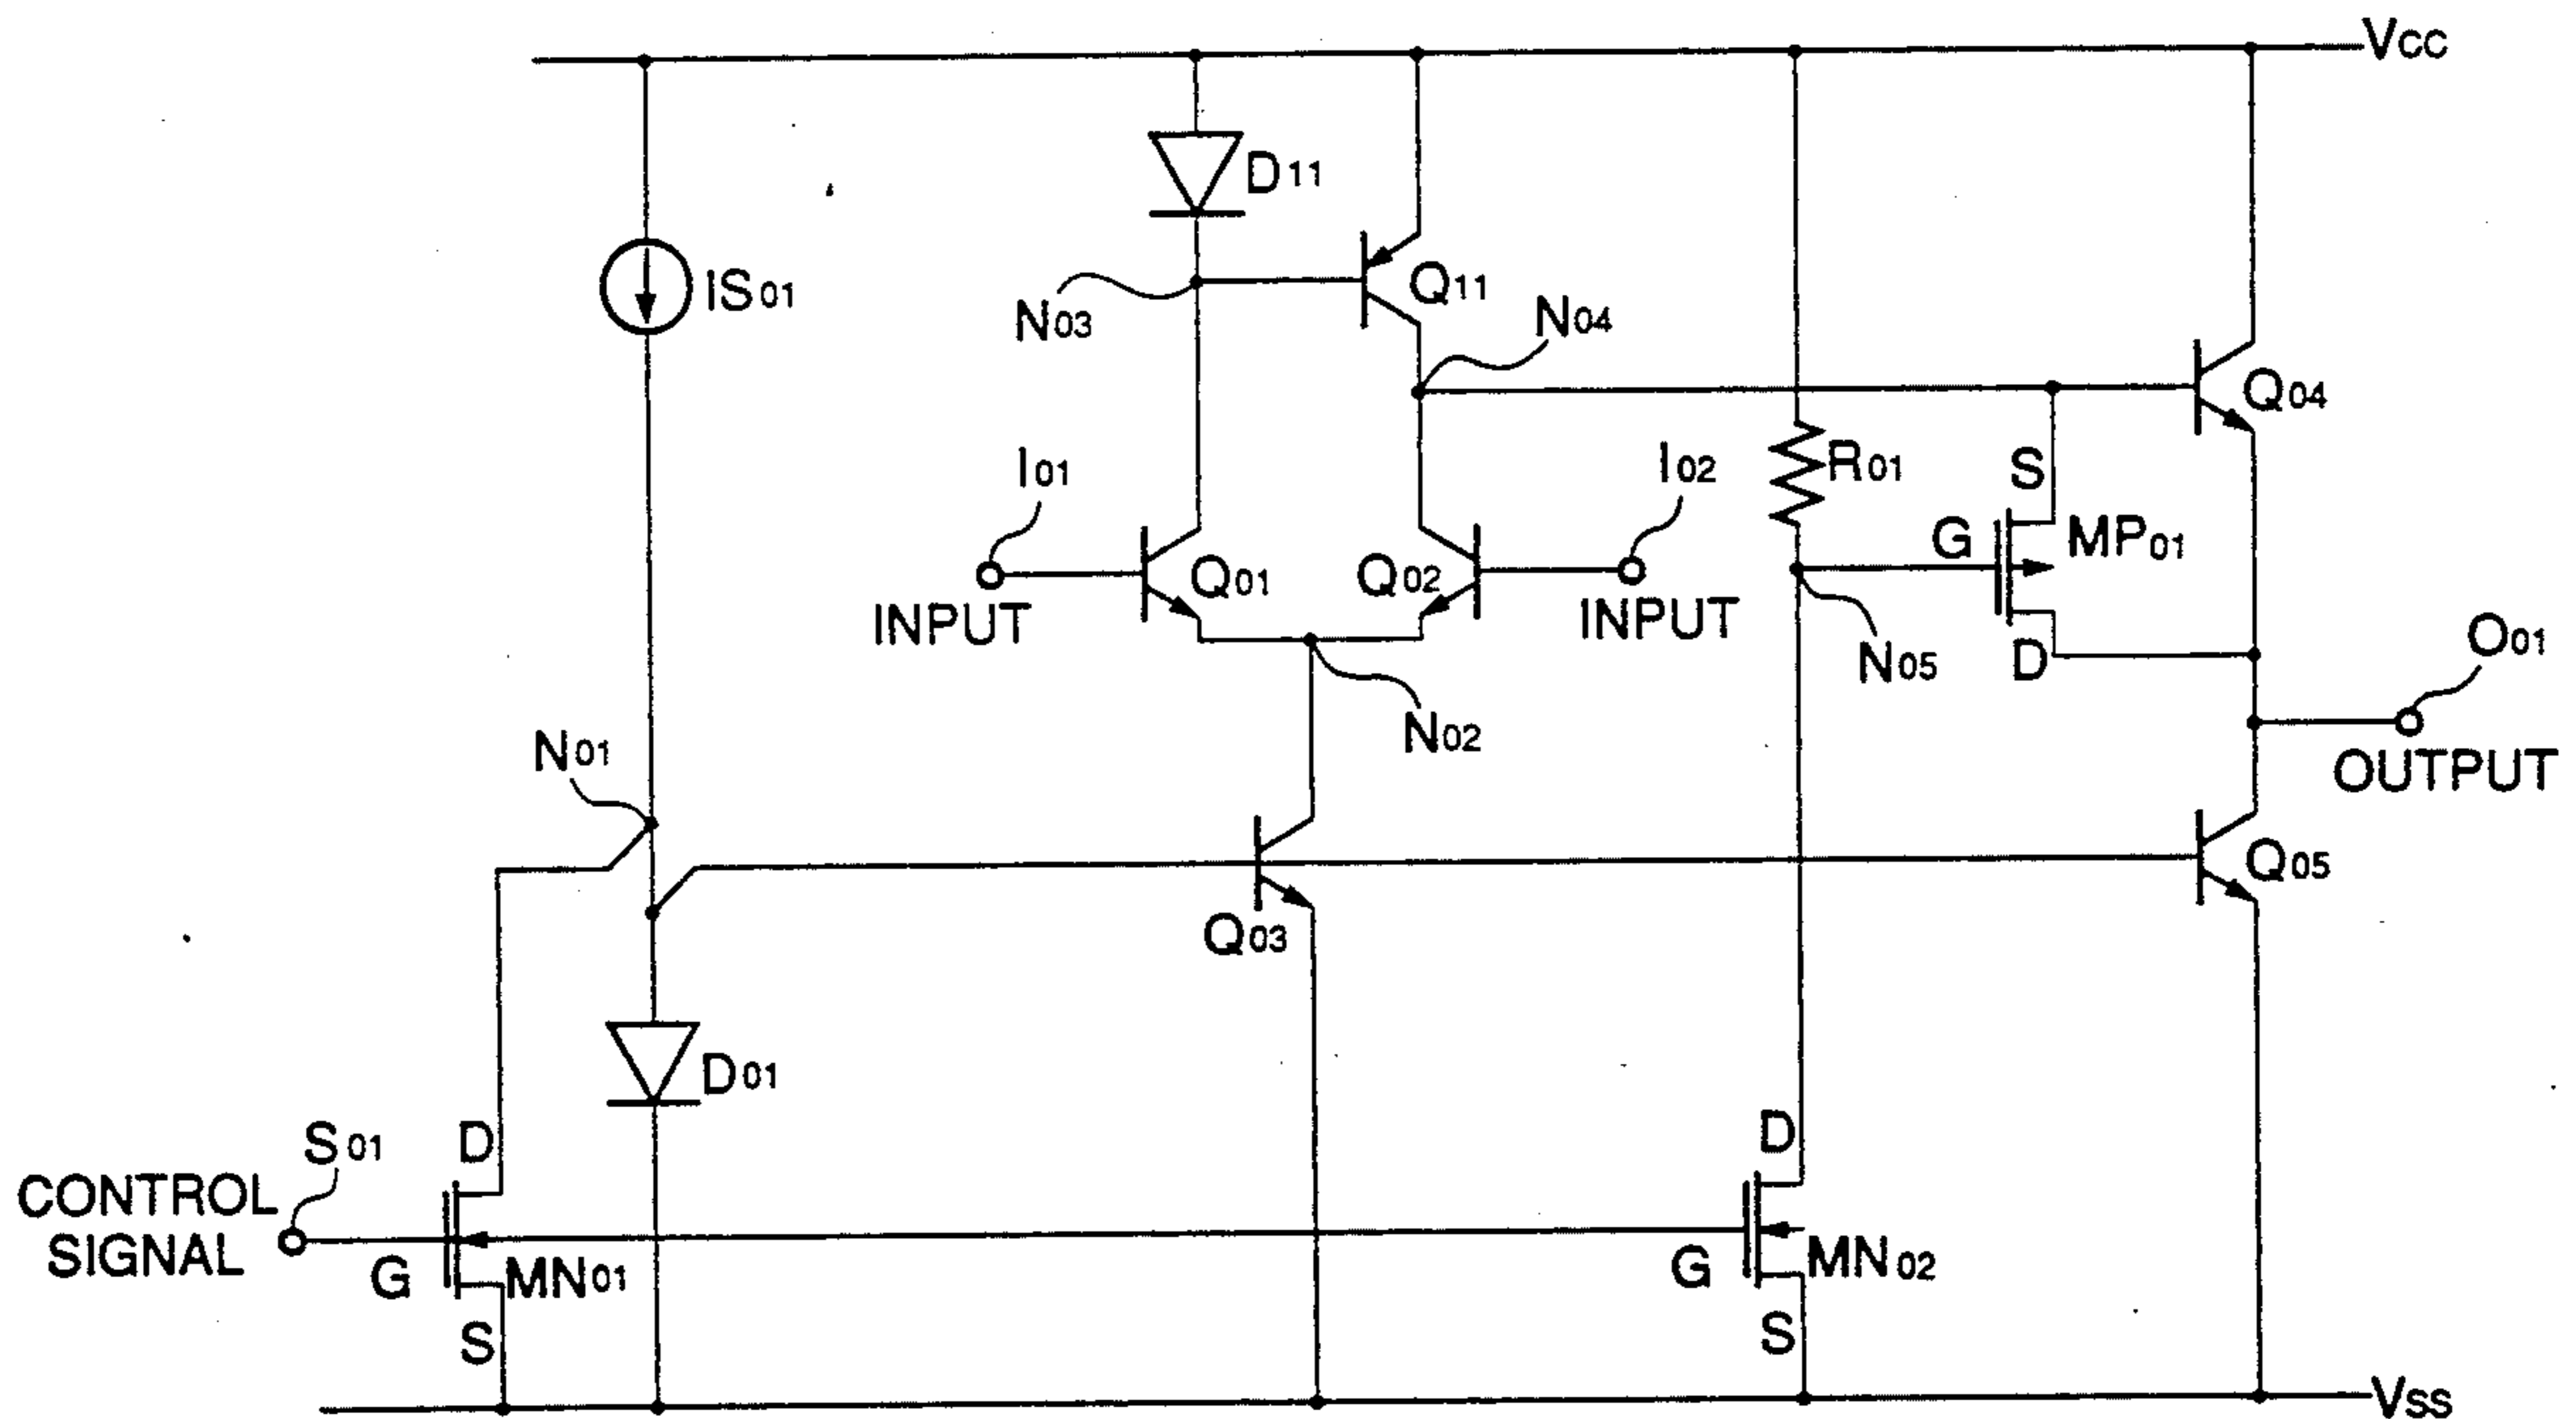 VCC
D11
IS01
Q11
N03
N04
Q04
I01
I02
R01
S
G
MP01
Q01
Q02
INPUT
INPUT
D
N05
O01
N02
OUTPUT
N01
Q05
Q03
D01
D
D
S01
CONTROL
SIGNAL
G
MN01
G
MN02
S
S
VSS